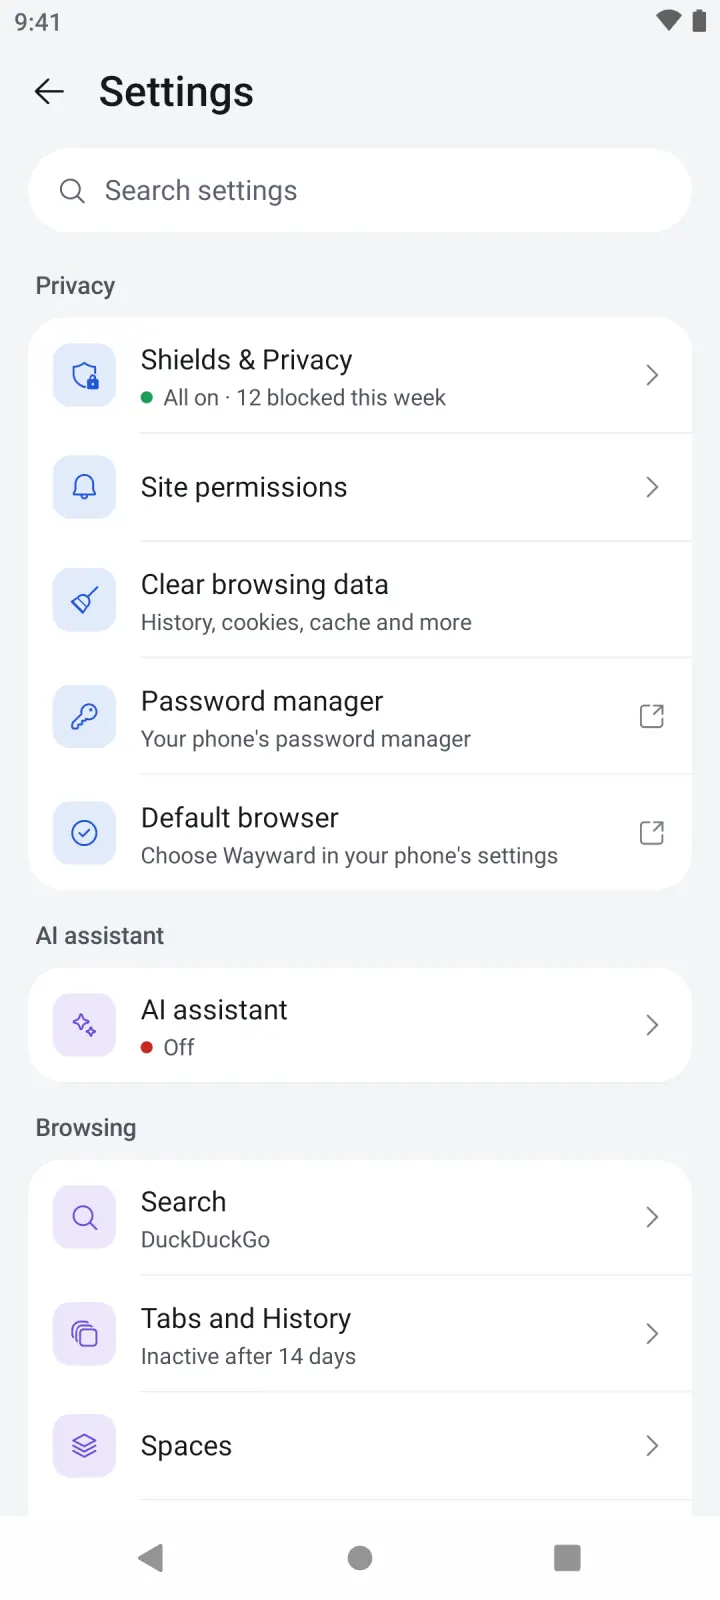 9:41
Settings
Search settings
Privacy
Shields & Privacy
All on · 12 blocked this week
Site permissions
Clear browsing data
History, cookies, cache and more
Password manager
Your phone's password manager
Default browser
Choose Wayward in your phone's settings
AI assistant
AI assistant
Off
Browsing
Search
DuckDuckGo
Tabs and History
Inactive after 14 days
Spaces